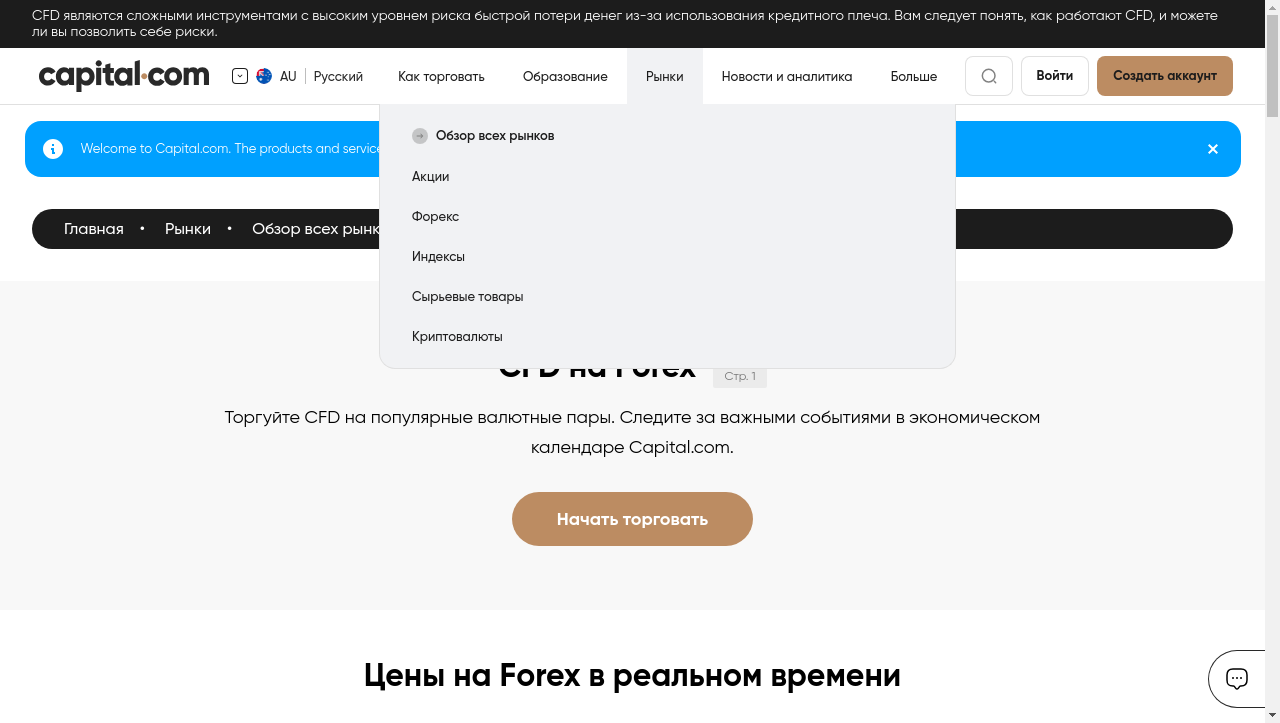 CFD являются сложными инструментами с высоким уровнем риска быстрой потери денег из-за использования кредитного плеча. Вам следует понять, как работают CFD, и можете
ли вы позволить себе риски.
capital.com
AU
Русский
Как торговать
Образование
Рынки
Новости и аналитика
Больше
Войти
Создать аккаунт
Обзор всех рынков
Welcome to Capital.com. The products and service
Акции
Форекс
Главная • Рынки • Обзор всех рынк
Индексы
Сырьевые товары
Криптовалюты
CFD на Forex
Стр. 1
Торгуйте CFD на популярные валютные пары. Следите за важными событиями в экономическом
календаре Capital.com.
Начать торговать
Цены на Forex в реальном времени